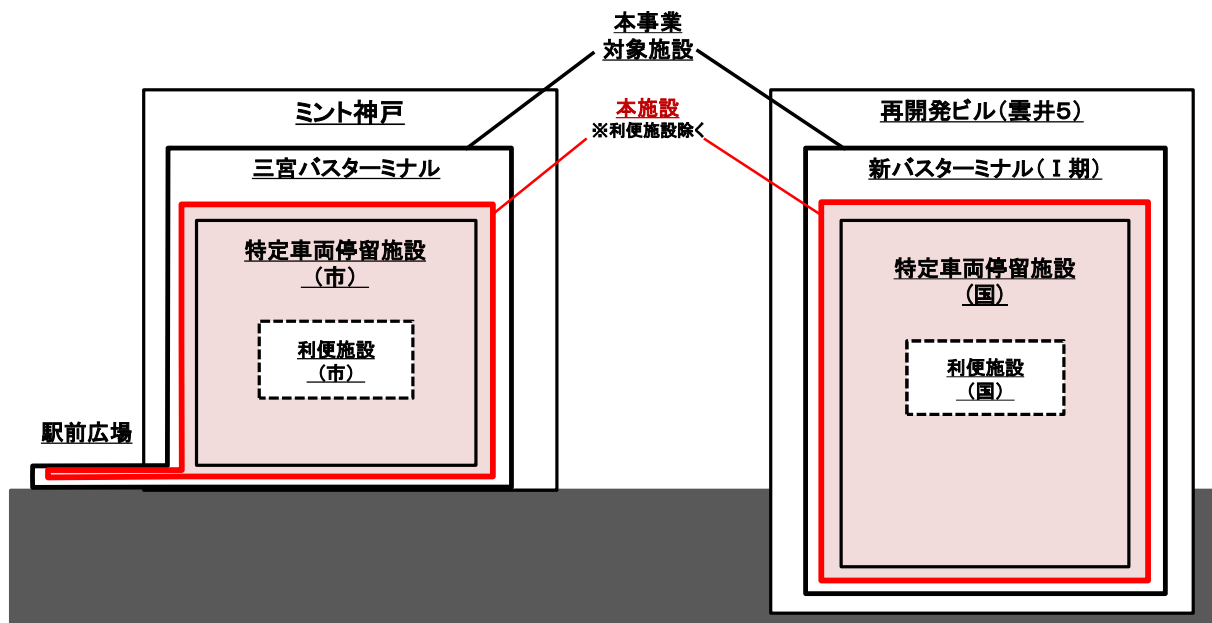 本事業
対象施設
ミント神戸
本施設
※利便施設除く
再開発ビル(雲井5)
三宮バスターミナル
新バスターミナル(Ⅰ期)
特定車両停留施設
(市)
特定車両停留施設
(国)
利便施設
(市)
利便施設
(国)
駅前広場